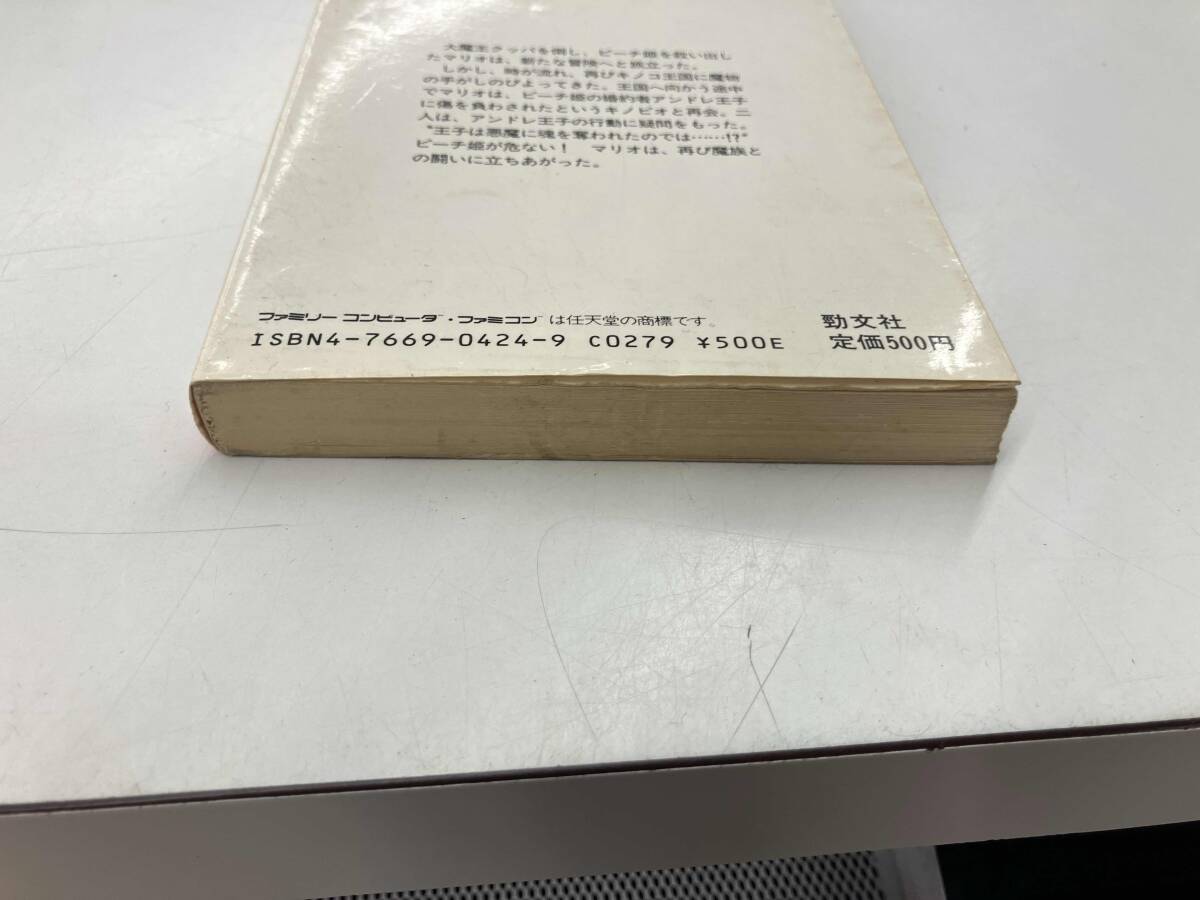 大魔王クッパを倒し、ピーチ姫を救い出し
たマリオは、新たな冒険へと旅立った。
しかし、時が流れ、再びキノコ王国に魔物
の手がしのびよってきた。王国へ向かう途中
でマリオは、ピーチ姫の婚約者アンドレ王子
に傷を負わされたというキノピオと再会。二
人は、アンドレ王子の行動に疑問をもった。
"王子は悪魔に魂を奪われたのでは……!?"
ピーチ姫が危ない！　マリオは、再び魔族と
の闘いに立ちあがった。
ファミリーコンピュータ™・ファミコン™は任天堂の商標です。
勁文社
ISBN4-7669-0424-9 C0279 ¥500E
定価500円